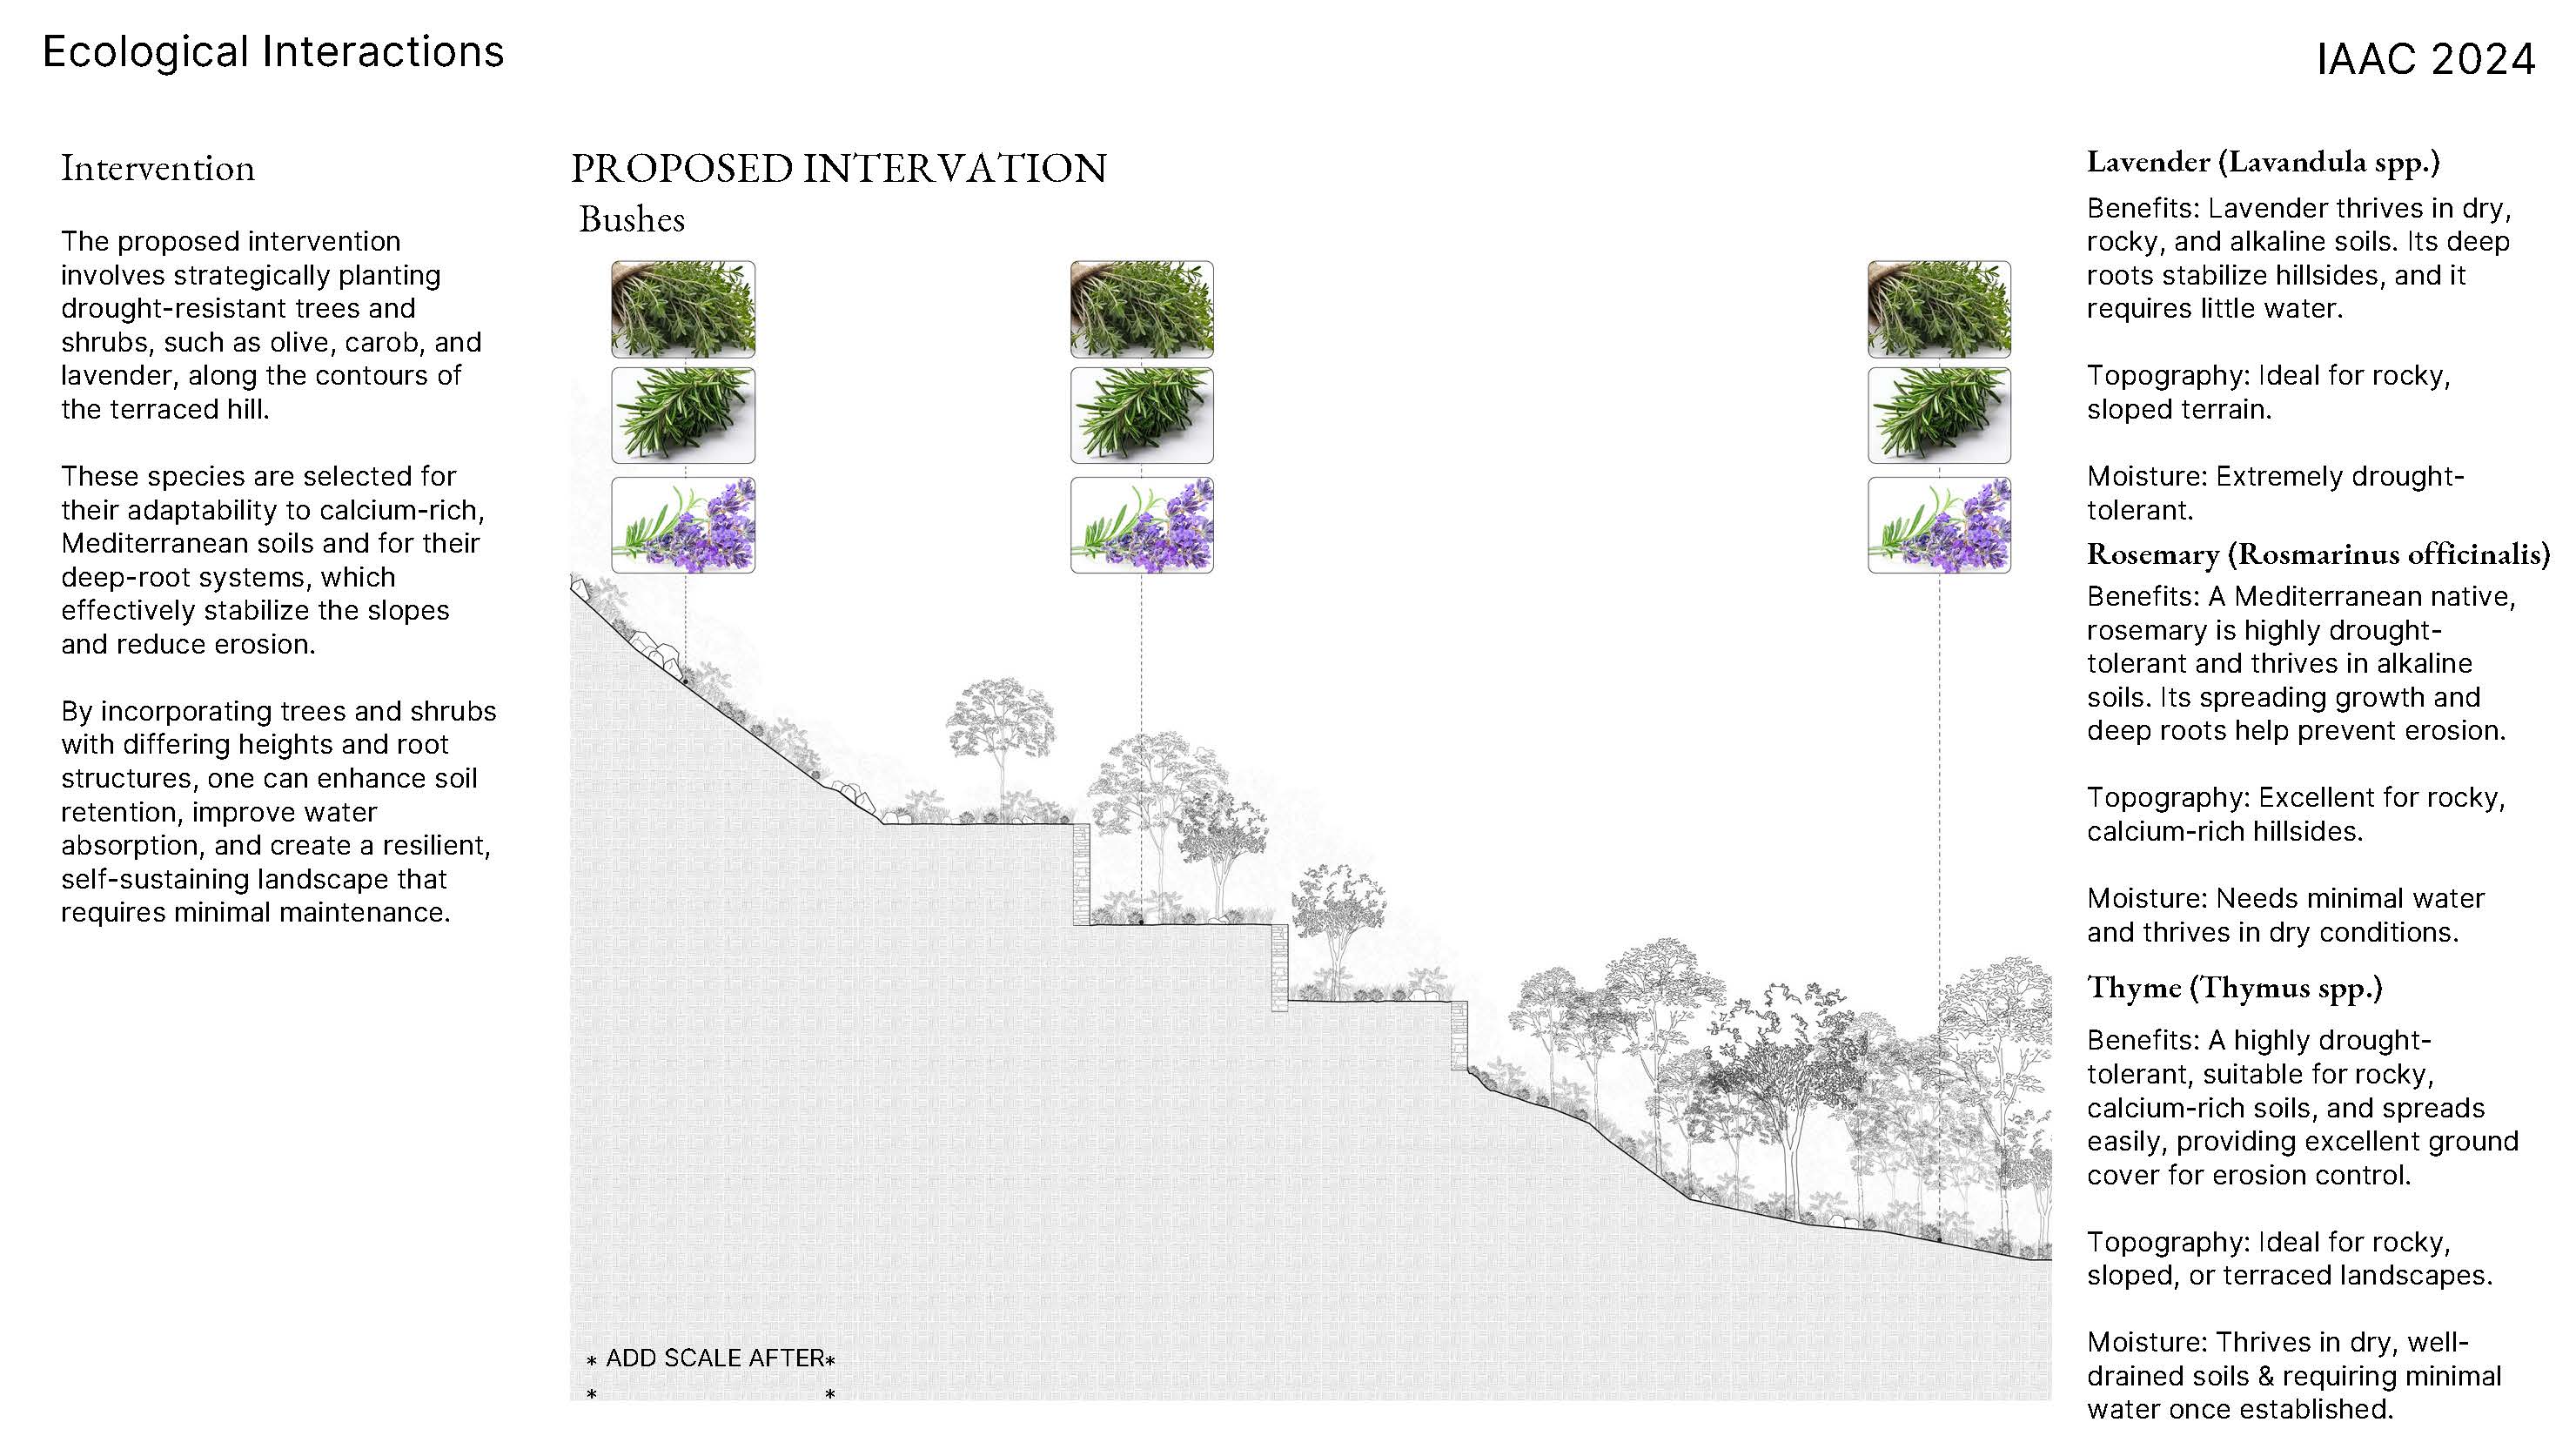 Ecological Interactions
IAAC 2024
Intervention
The proposed intervention
involves strategically planting
drought-resistant trees and
shrubs, such as olive, carob, and
lavender, along the contours of
the terraced hill.
These species are selected for
their adaptability to calcium-rich,
Mediterranean soils and for their
deep-root systems, which
effectively stabilize the slopes
and reduce erosion.
By incorporating trees and shrubs
with differing heights and root
structures, one can enhance soil
retention, improve water
absorption, and create a resilient,
self-sustaining landscape that
requires minimal maintenance.
PROPOSED INTERVATION
Bushes
* ADD SCALE AFTER*
* *
Lavender (Lavandula spp.)
Benefits: Lavender thrives in dry,
rocky, and alkaline soils. Its deep
roots stabilize hillsides, and it
requires little water.
Topography: Ideal for rocky,
sloped terrain.
Moisture: Extremely drought-
tolerant.
Rosemary (Rosmarinus officinalis)
Benefits: A Mediterranean native,
rosemary is highly drought-
tolerant and thrives in alkaline
soils. Its spreading growth and
deep roots help prevent erosion.
Topography: Excellent for rocky,
calcium-rich hillsides.
Moisture: Needs minimal water
and thrives in dry conditions.
Thyme (Thymus spp.)
Benefits: A highly drought-
tolerant, suitable for rocky,
calcium-rich soils, and spreads
easily, providing excellent ground
cover for erosion control.
Topography: Ideal for rocky,
sloped, or terraced landscapes.
Moisture: Thrives in dry, well-
drained soils & requiring minimal
water once established.